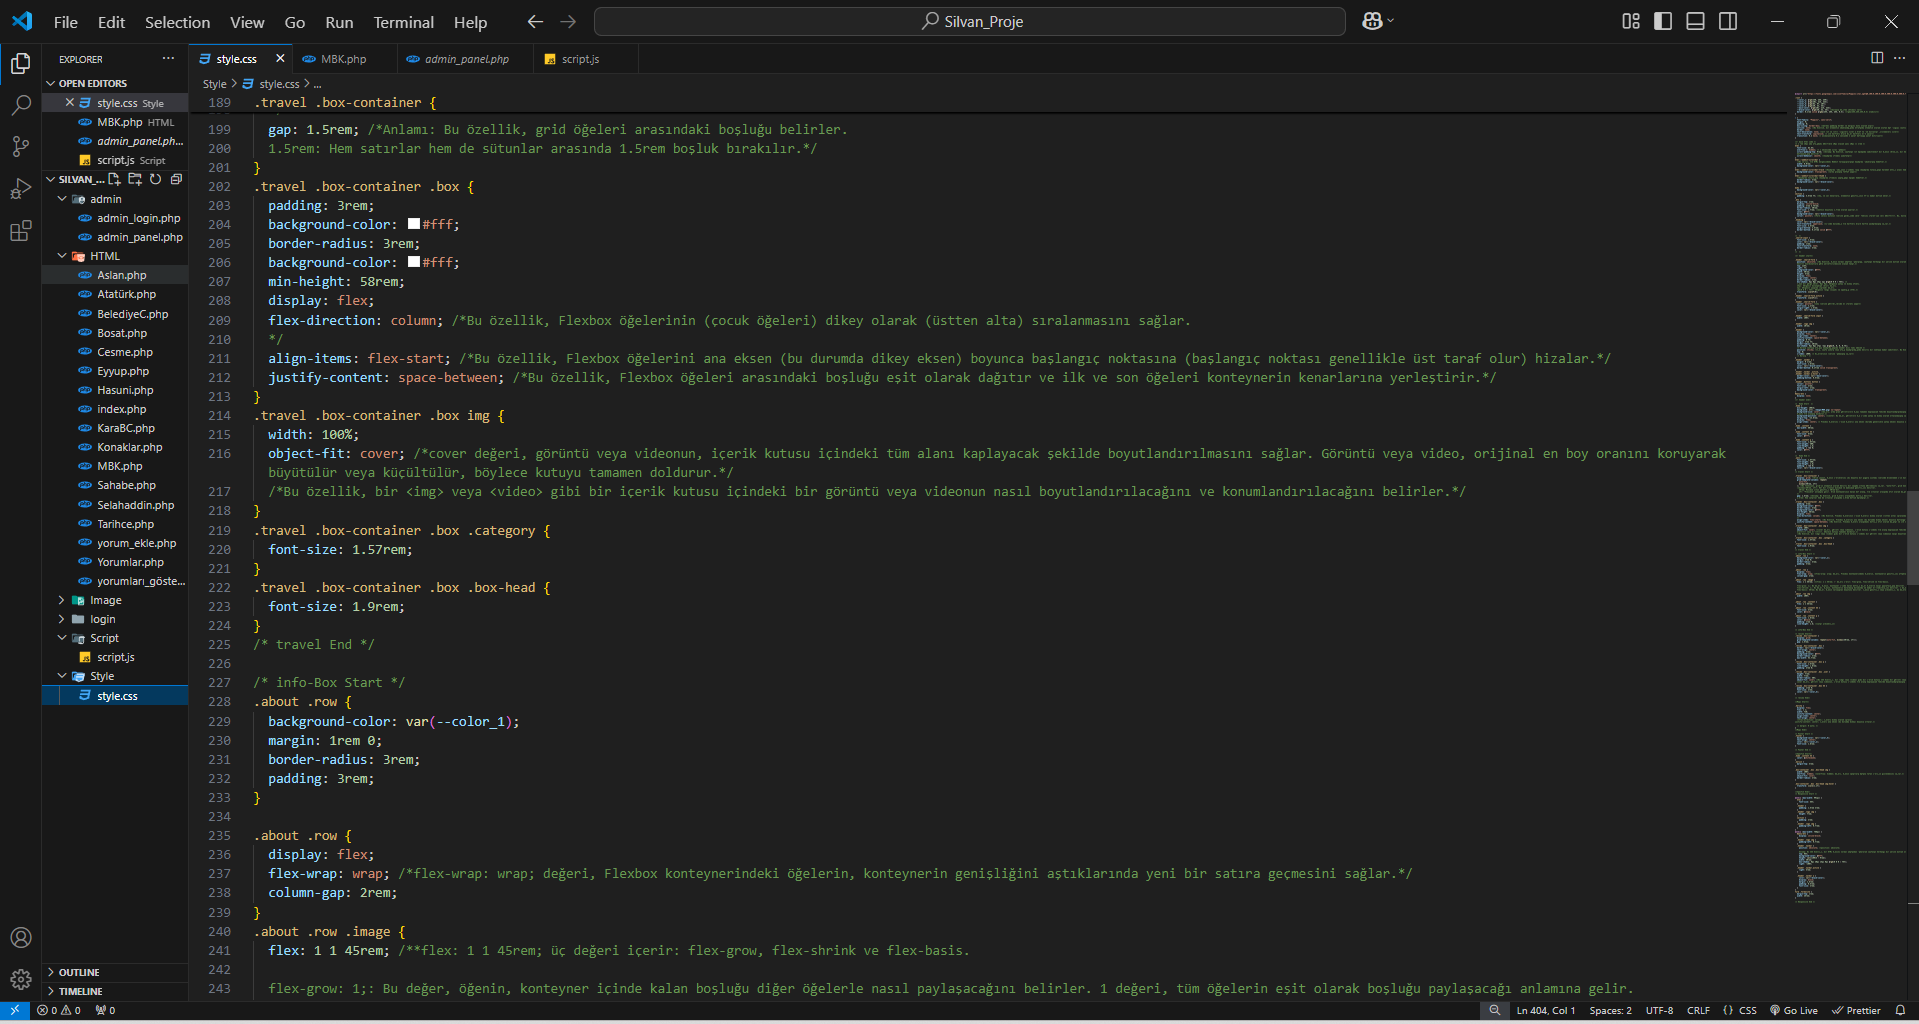 File Edit Selection View Go Run Terminal Help
Silvan_Proje
EXPLORER
style.css
MBK.php
admin_panel.php
script.js
OPEN EDITORS
style.css Style
MBK.php HTML
admin_panel.ph...
script.js Script
SILVAN_...
admin
admin_login.php
admin_panel.php
HTML
Aslan.php
Atatürk.php
BelediyeC.php
Bosat.php
Cesme.php
Eyyup.php
Hasuni.php
index.php
KaraBC.php
Konaklar.php
MBK.php
Sahabe.php
Selahaddin.php
Tarihce.php
yorum_ekle.php
Yorumlar.php
yorumları_göste...
Image
login
Script
script.js
Style
style.css
OUTLINE
TIMELINE
Style > style.css > ...
189 .travel .box-container {
199 gap: 1.5rem; /*Anlamı: Bu özellik, grid öğeleri arasındaki boşluğu belirler.
200 1.5rem: Hem satırlar hem de sütunlar arasında 1.5rem boşluk bırakılır.*/
201 }
202 .travel .box-container .box {
203 padding: 3rem;
204 background-color: #fff;
205 border-radius: 3rem;
206 background-color: #fff;
207 min-height: 58rem;
208 display: flex;
209 flex-direction: column; /*Bu özellik, Flexbox öğelerinin (çocuk öğeleri) dikey olarak (üstten alta) sıralanmasını sağlar.
210 */
211 align-items: flex-start; /*Bu özellik, Flexbox öğelerini ana eksen (bu durumda dikey eksen) boyunca başlangıç noktasına (başlangıç noktası genellikle üst taraf olur) hizalar.*/
212 justify-content: space-between; /*Bu özellik, Flexbox öğeleri arasındaki boşluğu eşit olarak dağıtır ve ilk ve son öğeleri konteynerin kenarlarına yerleştirir.*/
213 }
214 .travel .box-container .box img {
215 width: 100%;
216 object-fit: cover; /*cover değeri, görüntü veya videonun, içerik kutusu içindeki tüm alanı kaplayacak şekilde boyutlandırılmasını sağlar. Görüntü veya video, orijinal en boy oranını koruyarak
büyütülür veya küçültülür, böylece kutuyu tamamen doldurur.*/
217 /*Bu özellik, bir <img> veya <video> gibi bir içerik kutusu içindeki bir görüntü veya videonun nasıl boyutlandırılacağını ve konumlandırılacağını belirler.*/
218 }
219 .travel .box-container .box .category {
220 font-size: 1.57rem;
221 }
222 .travel .box-container .box .box-head {
223 font-size: 1.9rem;
224 }
225 /* travel End */
226
227 /* info-Box Start */
228 .about .row {
229 background-color: var(--color_1);
230 margin: 1rem 0;
231 border-radius: 3rem;
232 padding: 3rem;
233 }
234
235 .about .row {
236 display: flex;
237 flex-wrap: wrap; /*flex-wrap: wrap; değeri, Flexbox konteynerindeki öğelerin, konteynerin genişliğini aştıklarında yeni bir satıra geçmesini sağlar.*/
238 column-gap: 2rem;
239 }
240 .about .row .image {
241 flex: 1 1 45rem; /**flex: 1 1 45rem; üç değeri içerir: flex-grow, flex-shrink ve flex-basis.
242
243 flex-grow: 1;: Bu değer, öğenin, konteyner içinde kalan boşluğu diğer öğelerle nasıl paylaşacağını belirler. 1 değeri, tüm öğelerin eşit olarak boşluğu paylaşacağı anlamına gelir.
0 0 0 Ln 404, Col 1 Spaces: 2 UTF-8 CRLF {} CSS Go Live Prettier